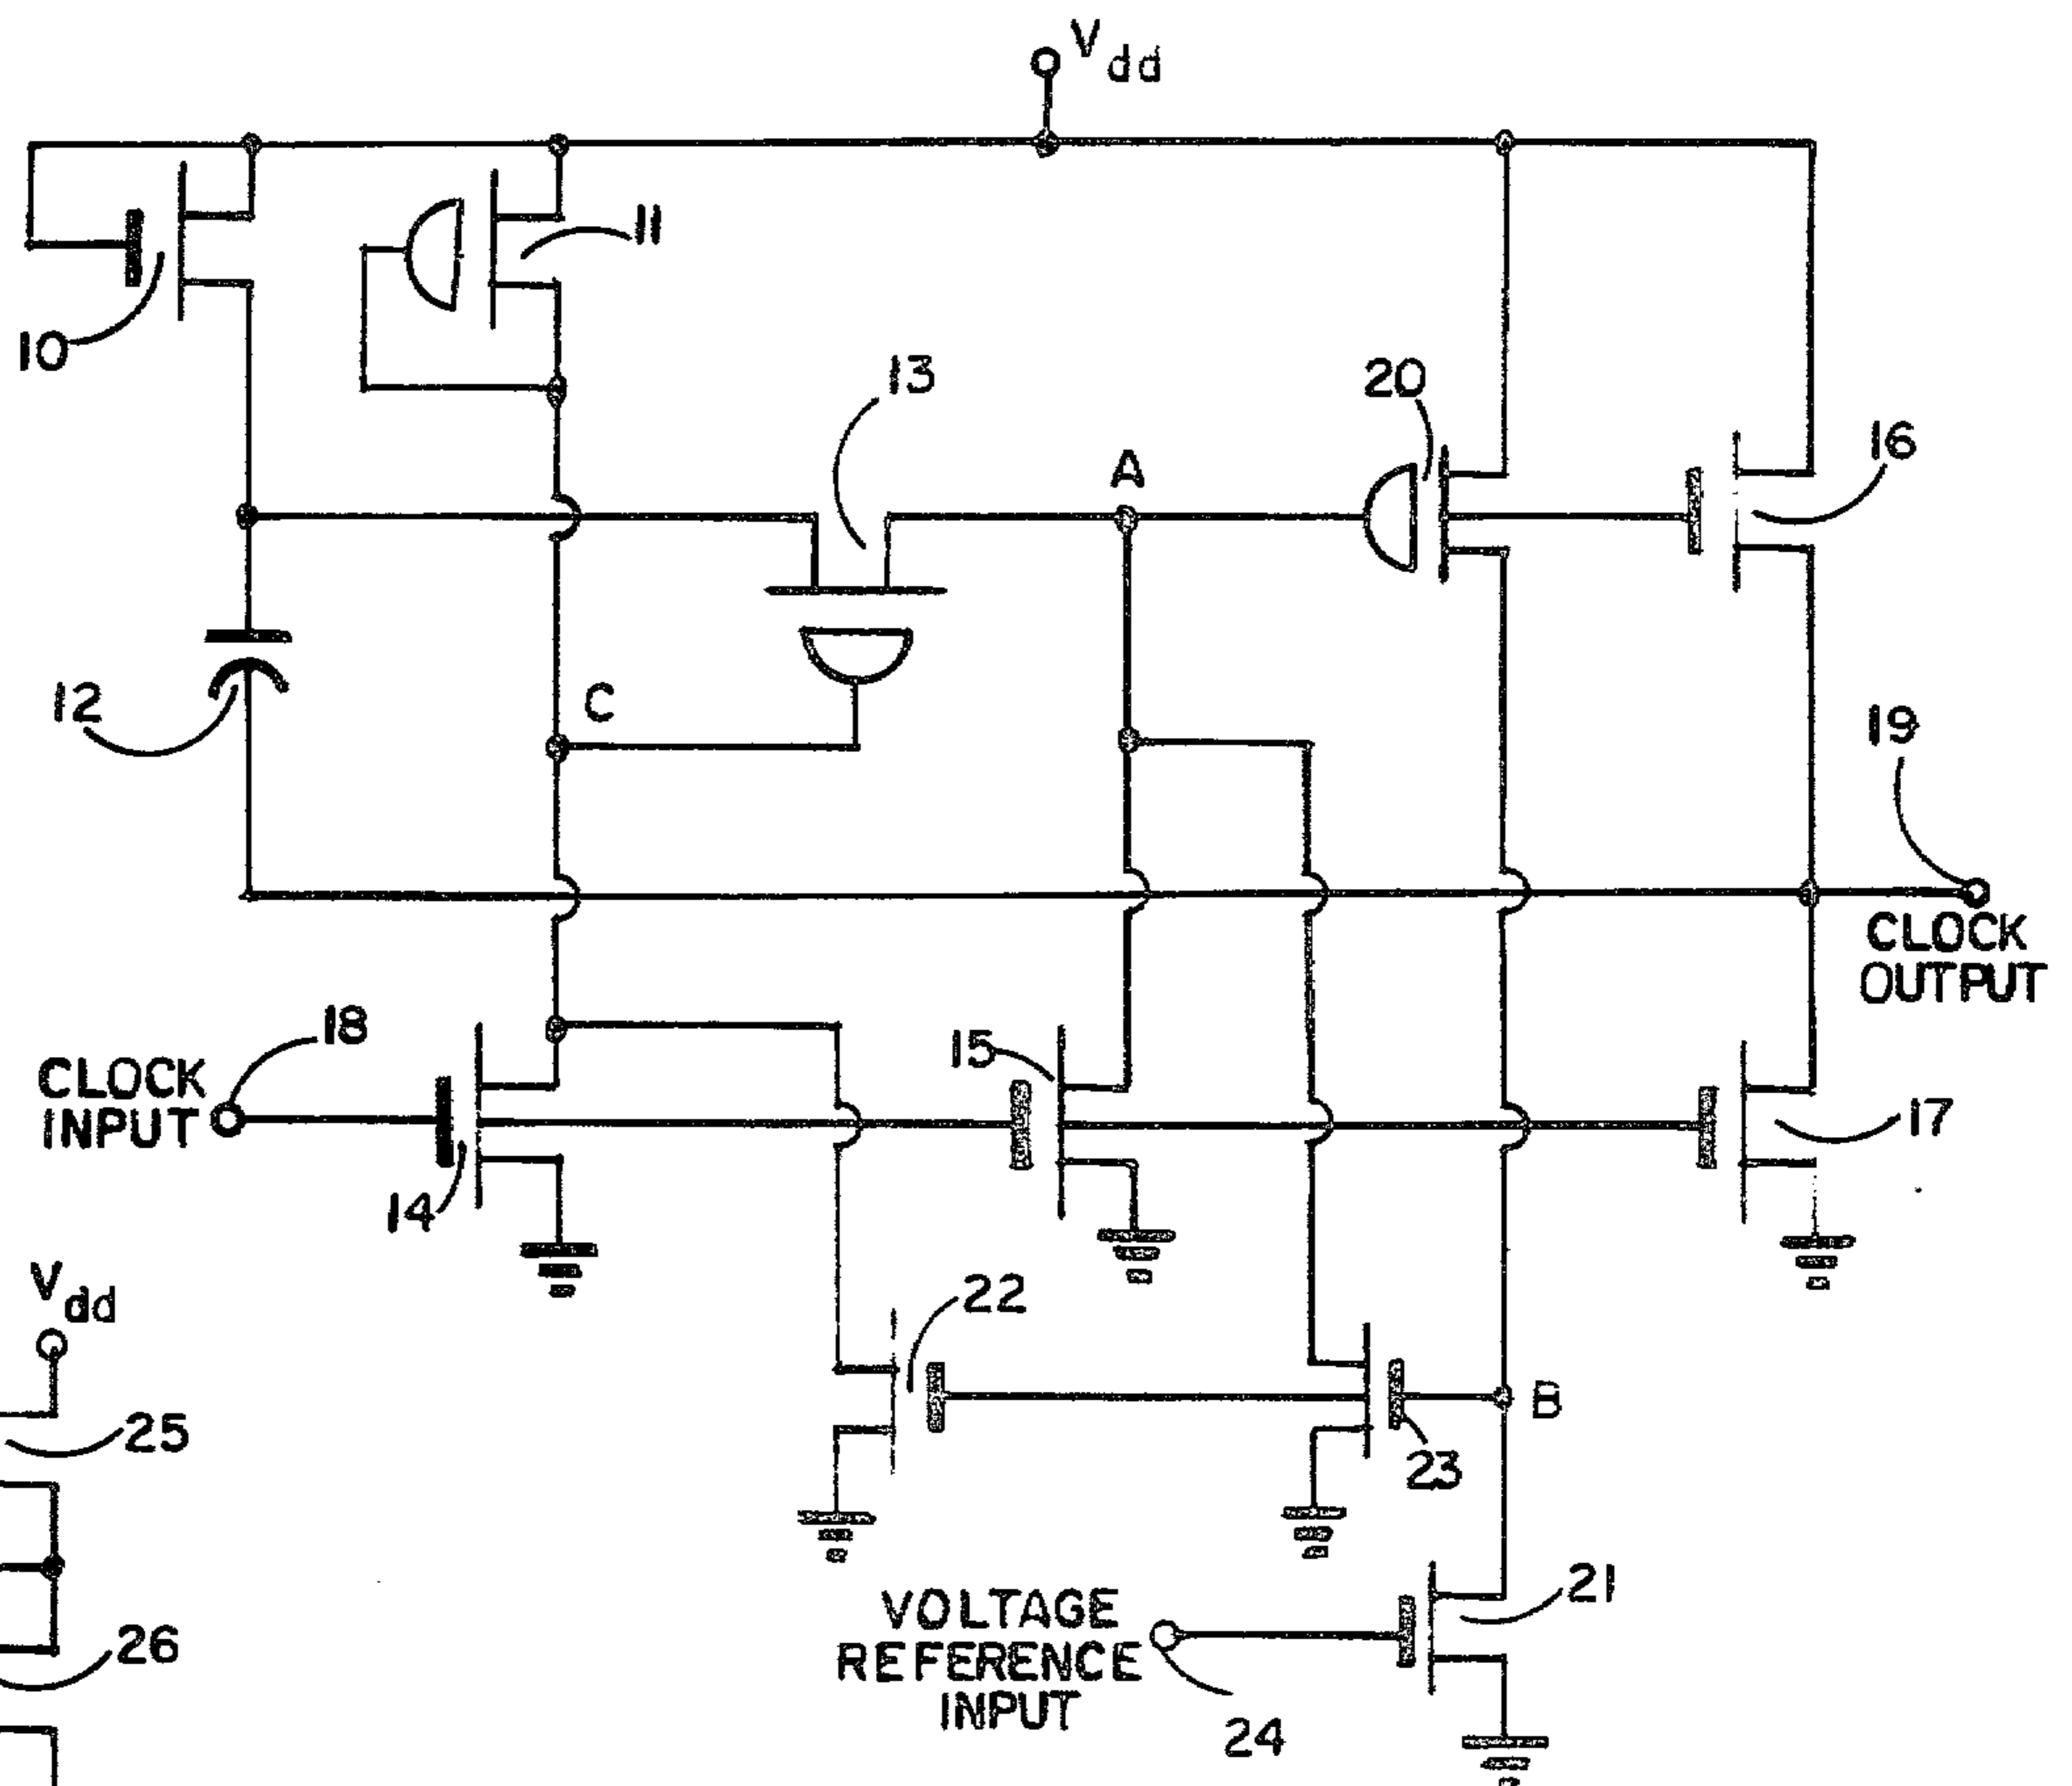 Vdd
11
10
13
20
16
A
12
C
19
CLOCK
OUTPUT
18
15
CLOCK
INPUT
17
14
Vdd
22
25
B
23
21
VOLTAGE
REFERENCE
INPUT
26
24